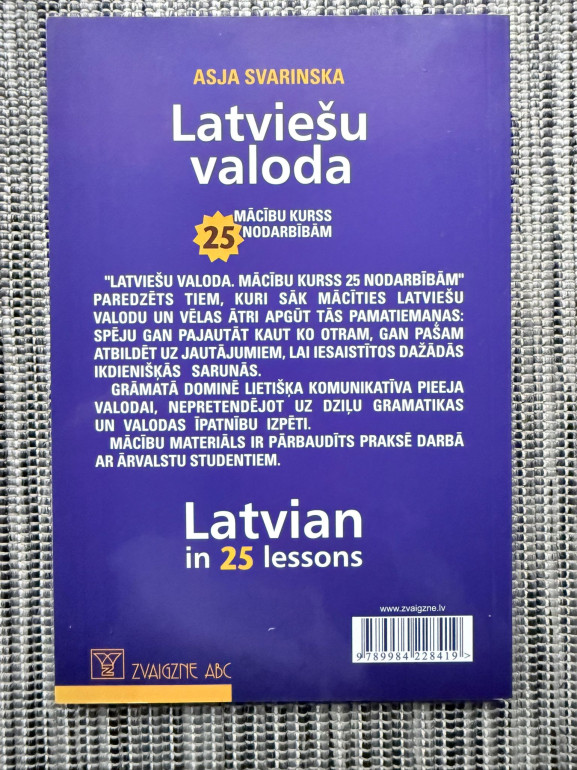 ASJA SVARINSKA
Latviešu
valoda
MĀCĪBU KURSS
25 NODARBĪBĀM
"LATVIEŠU VALODA. MĀCĪBU KURSS 25 NODARBĪBĀM"
PAREDZĒTS TIEM, KURI SĀK MĀCĪTIES LATVIEŠU
VALODU UN VĒLAS ĀTRI APGŪT TĀS PAMATIEMAŅAS:
SPĒJU GAN PAJAUTĀT KAUT KO OTRAM, GAN PAŠAM
ATBILDĒT UZ JAUTĀJUMIEM, LAI IESAISTĪTOS DAŽĀDĀS
IKDIENIŠĶĀS SARUNĀS.
GRĀMATĀ DOMINĒ LIETIŠĶA KOMUNIKATĪVA PIEEJA
VALODAI, NEPRETENDĒJOT UZ DZIĻU GRAMATIKAS
UN VALODAS ĪPATNĪBU IZPĒTI.
MĀCĪBU MATERIĀLS IR PĀRBAUDĪTS PRAKSĒ DARBĀ
AR ĀRVALSTU STUDENTIEM.
Latvian
in 25 lessons
www.zvaigzne.lv
9 789984 228419 >
ZVAIGZNE ABC